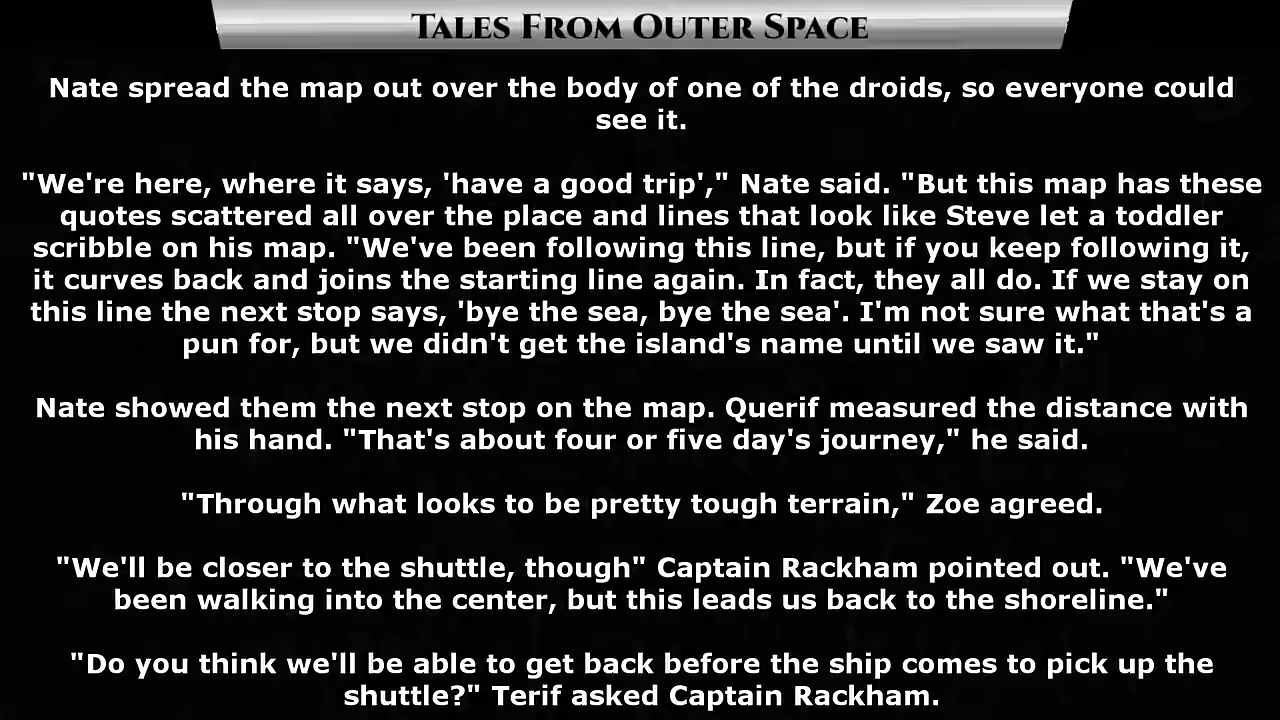 Tales From Outer Space
Nate spread the map out over the body of one of the droids, so everyone could
see it.
"We're here, where it says, 'have a good trip'," Nate said. "But this map has these
quotes scattered all over the place and lines that look like Steve let a toddler
scribble on his map. "We've been following this line, but if you keep following it,
it curves back and joins the starting line again. In fact, they all do. If we stay on
this line the next stop says, 'bye the sea, bye the sea'. I'm not sure what that's a
pun for, but we didn't get the island's name until we saw it."
Nate showed them the next stop on the map. Querif measured the distance with
his hand. "That's about four or five day's journey," he said.
"Through what looks to be pretty tough terrain," Zoe agreed.
"We'll be closer to the shuttle, though" Captain Rackham pointed out. "We've
been walking into the center, but this leads us back to the shoreline."
"Do you think we'll be able to get back before the ship comes to pick up the
shuttle?" Terif asked Captain Rackham.